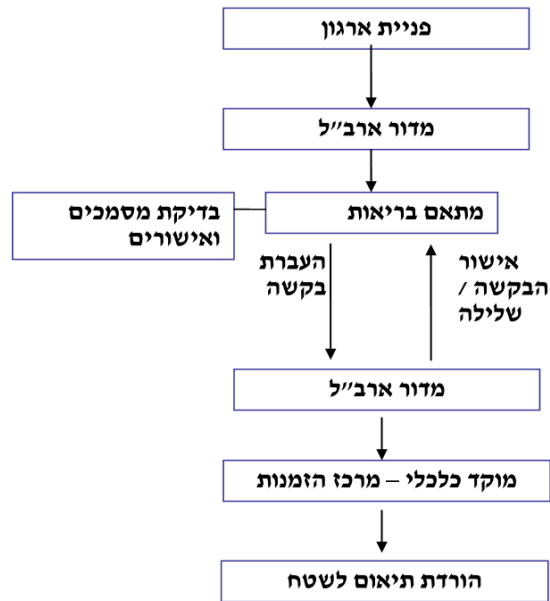 פניית ארגון
מדור ארב״ל
מתאם בריאות
בדיקת מסמכים
ואישורים
העברת
בקשה
אישור
הבקשה /
שלילה
מדור ארב״ל
מוקד כלכלי – מרכז הזמנות
הורדת תיאום לשטח